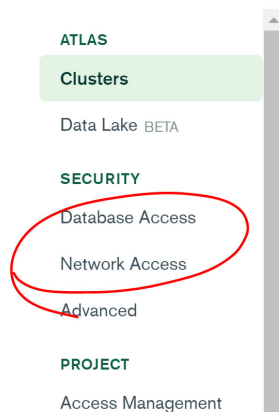 ATLAS
Clusters
Data Lake BETA
SECURITY
Database Access
Network Access
Advanced
PROJECT
Access Management